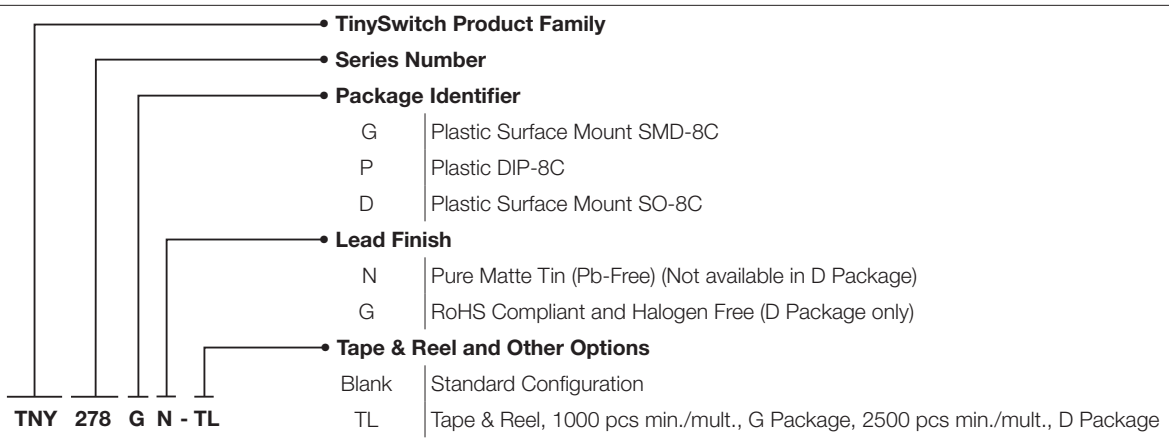 TinySwitch Product Family
Series Number
Package Identifier
G Plastic Surface Mount SMD-8C
P Plastic DIP-8C
D Plastic Surface Mount SO-8C
Lead Finish
N Pure Matte Tin (Pb-Free) (Not available in D Package)
G RoHS Compliant and Halogen Free (D Package only)
Tape & Reel and Other Options
Blank Standard Configuration
TL Tape & Reel, 1000 pcs min./mult., G Package, 2500 pcs min./mult., D Package
TNY 278 G N - TL